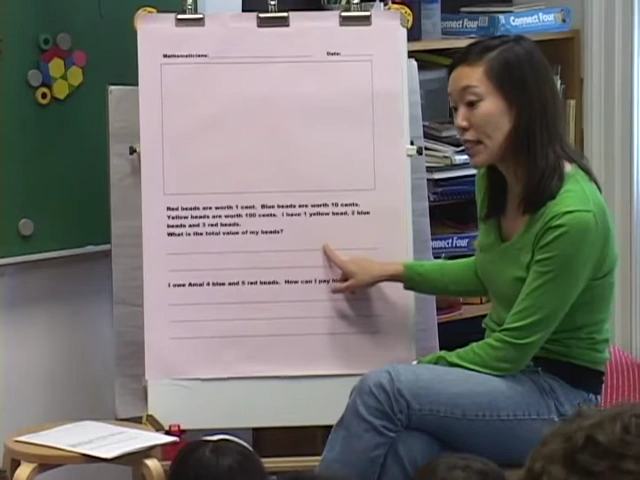 CONNECT FOUR
Connect Four
Mathematicians:
Date:
Red beads are worth 1 cent. Blue beads are worth 10 cents.
Yellow beads are worth 100 cents. I have 1 yellow bead, 2 blue
beads and 3 red beads.
What is the total value of my beads?
Connect Four
I owe Amal 4 blue and 5 red beads. How can I pay